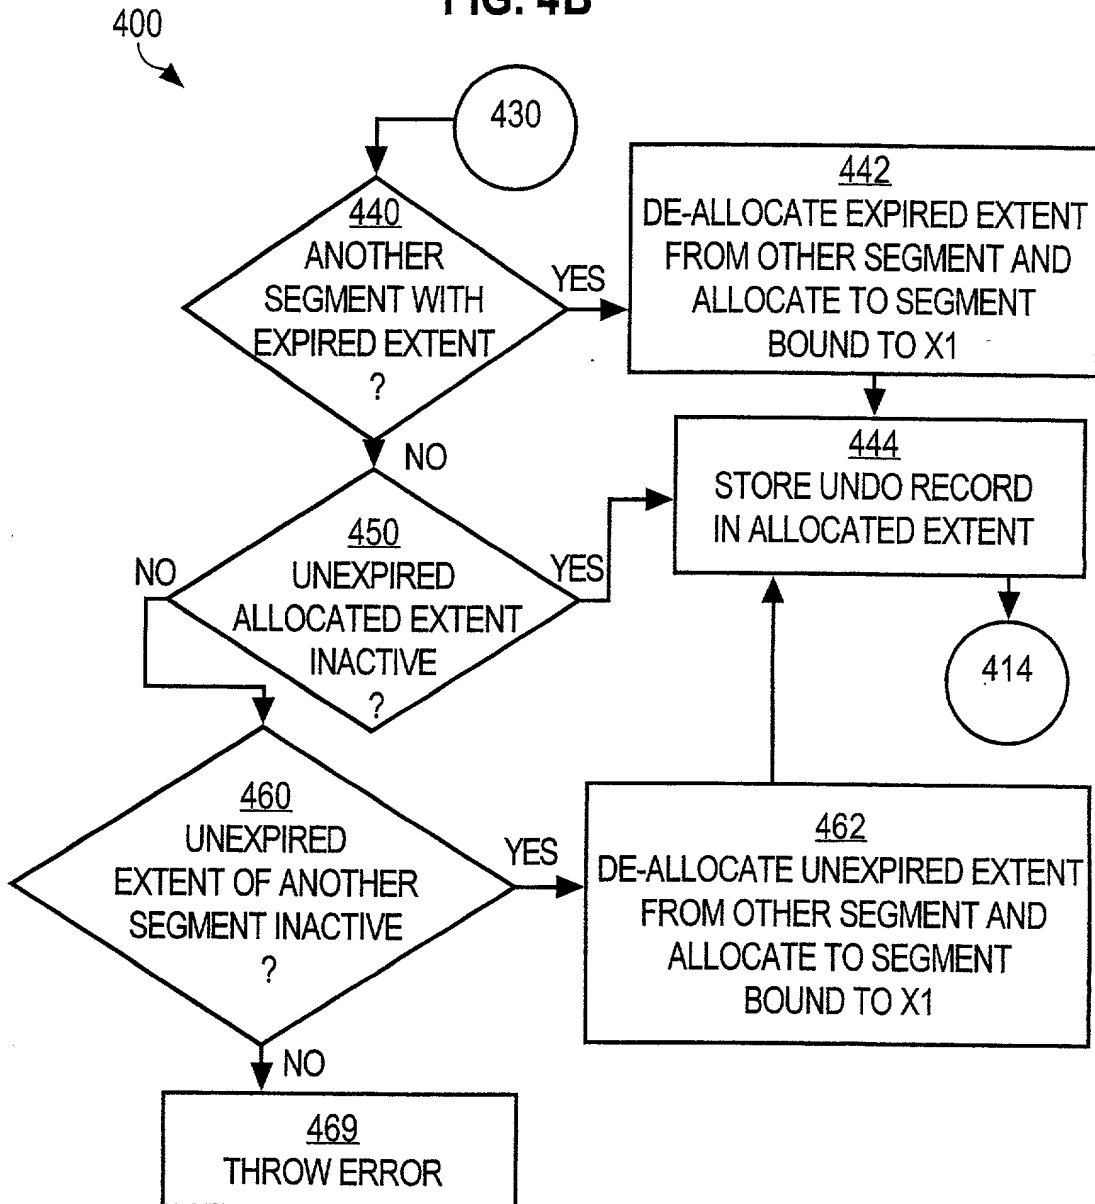 FIG. 4B
400
430
440
ANOTHER
SEGMENT WITH
EXPIRED EXTENT
?
YES
442
DE-ALLOCATE EXPIRED EXTENT
FROM OTHER SEGMENT AND
ALLOCATE TO SEGMENT
BOUND TO X1
NO
444
STORE UNDO RECORD
IN ALLOCATED EXTENT
450
UNEXPIRED
ALLOCATED EXTENT
INACTIVE
?
YES
NO
414
460
UNEXPIRED
EXTENT OF ANOTHER
SEGMENT INACTIVE
?
YES
462
DE-ALLOCATE UNEXPIRED EXTENT
FROM OTHER SEGMENT AND
ALLOCATE TO SEGMENT
BOUND TO X1
NO
469
THROW ERROR